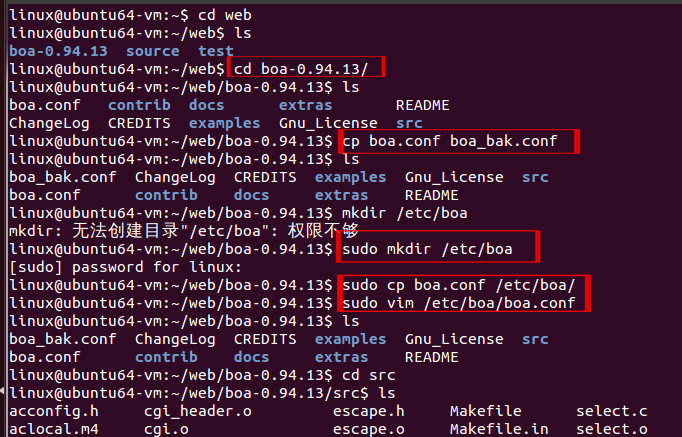 linux@ubuntu64-vm:~$ cd web
linux@ubuntu64-vm:~/web$ ls
boa-0.94.13  source  test
linux@ubuntu64-vm:~/web$ cd boa-0.94.13/
linux@ubuntu64-vm:~/web/boa-0.94.13$ ls
boa.conf   contrib  docs      extras       README
ChangeLog  CREDITS  examples  Gnu_License  src
linux@ubuntu64-vm:~/web/boa-0.94.13$ cp boa.conf boa_bak.conf
linux@ubuntu64-vm:~/web/boa-0.94.13$ ls
boa_bak.conf  ChangeLog  CREDITS  examples  Gnu_License  src
boa.conf      contrib    docs     extras    README
linux@ubuntu64-vm:~/web/boa-0.94.13$ mkdir /etc/boa
mkdir: 无法创建目录"/etc/boa": 权限不够
linux@ubuntu64-vm:~/web/boa-0.94.13$ sudo mkdir /etc/boa
[sudo] password for linux:
linux@ubuntu64-vm:~/web/boa-0.94.13$ sudo cp boa.conf /etc/boa/
linux@ubuntu64-vm:~/web/boa-0.94.13$ sudo vim /etc/boa/boa.conf
linux@ubuntu64-vm:~/web/boa-0.94.13$ ls
boa_bak.conf  ChangeLog  CREDITS  examples  Gnu_License  src
boa.conf      contrib    docs     extras    README
linux@ubuntu64-vm:~/web/boa-0.94.13$ cd src
linux@ubuntu64-vm:~/web/boa-0.94.13/src$ ls
acconfig.h    cgi_header.o    escape.h    Makefile    select.c
aclocal.m4    cgi.o           escape.o    Makefile.in  select.o